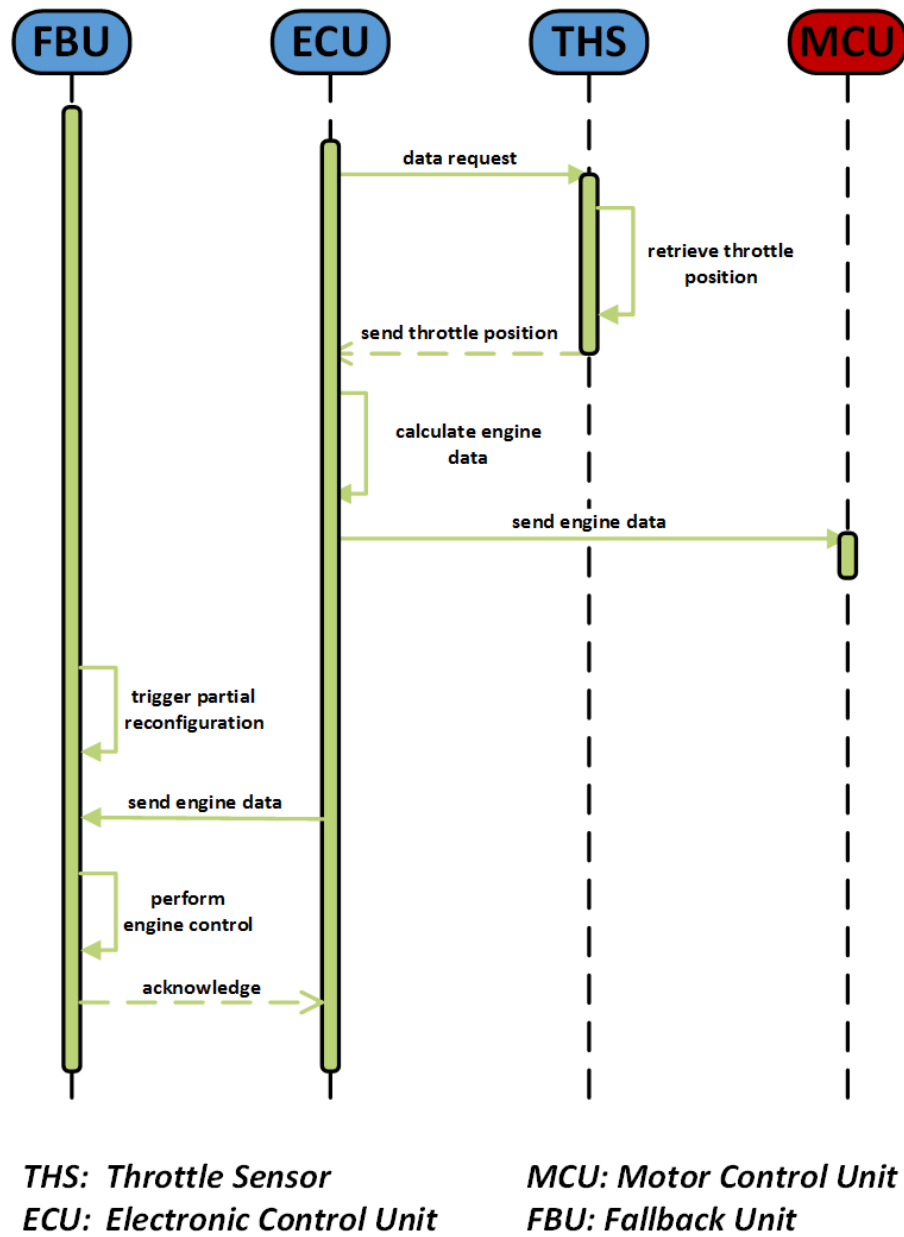 FBU ECU THS MCU
data request
retrieve throttle
position
send throttle position
calculate engine
data
send engine data
trigger partial
reconfiguration
send engine data
perform
engine control
acknowledge
THS: Throttle Sensor
MCU: Motor Control Unit
ECU: Electronic Control Unit
FBU: Fallback Unit